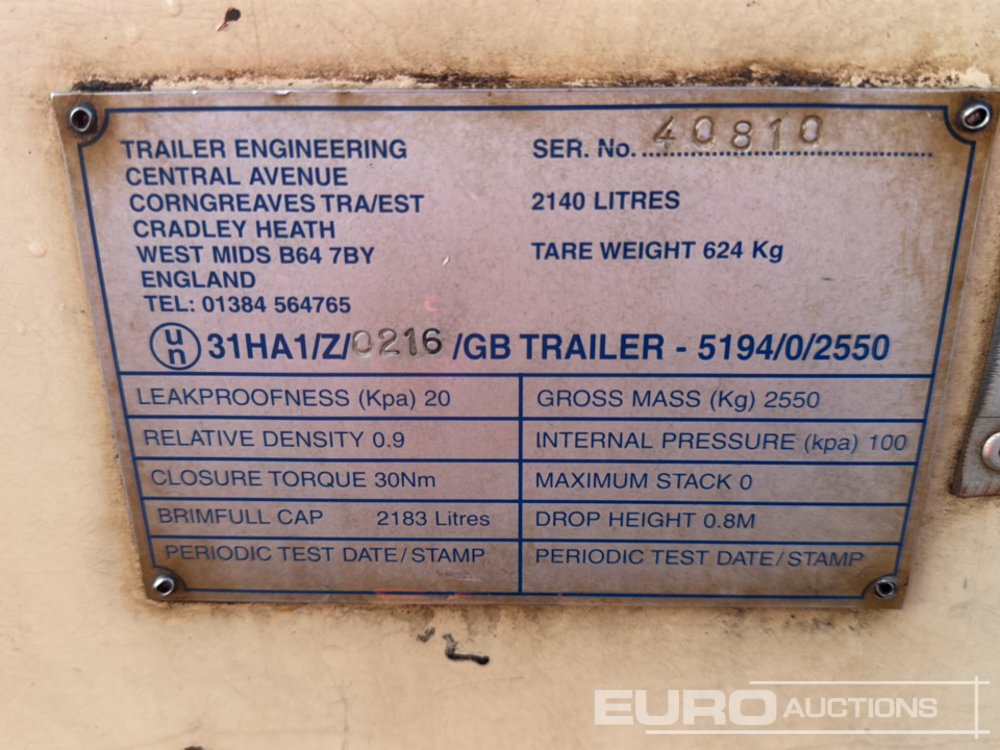 TRAILER ENGINEERING
CENTRAL AVENUE
CORNGREAVES TRA/EST
CRADLEY HEATH
WEST MIDS B64 7BY
ENGLAND
TEL: 01384 564765
SER. No. 40810
2140 LITRES
TARE WEIGHT 624 Kg
un 31HA1/Z/0216/GB TRAILER - 5194/0/2550
LEAKPROOFNESS (Kpa) 20
GROSS MASS (Kg) 2550
RELATIVE DENSITY 0.9
INTERNAL PRESSURE (kpa) 100
CLOSURE TORQUE 30Nm
MAXIMUM STACK 0
BRIMFULL CAP 2183 Litres
DROP HEIGHT 0.8M
PERIODIC TEST DATE/STAMP
PERIODIC TEST DATE/STAMP
EURO AUCTIONS